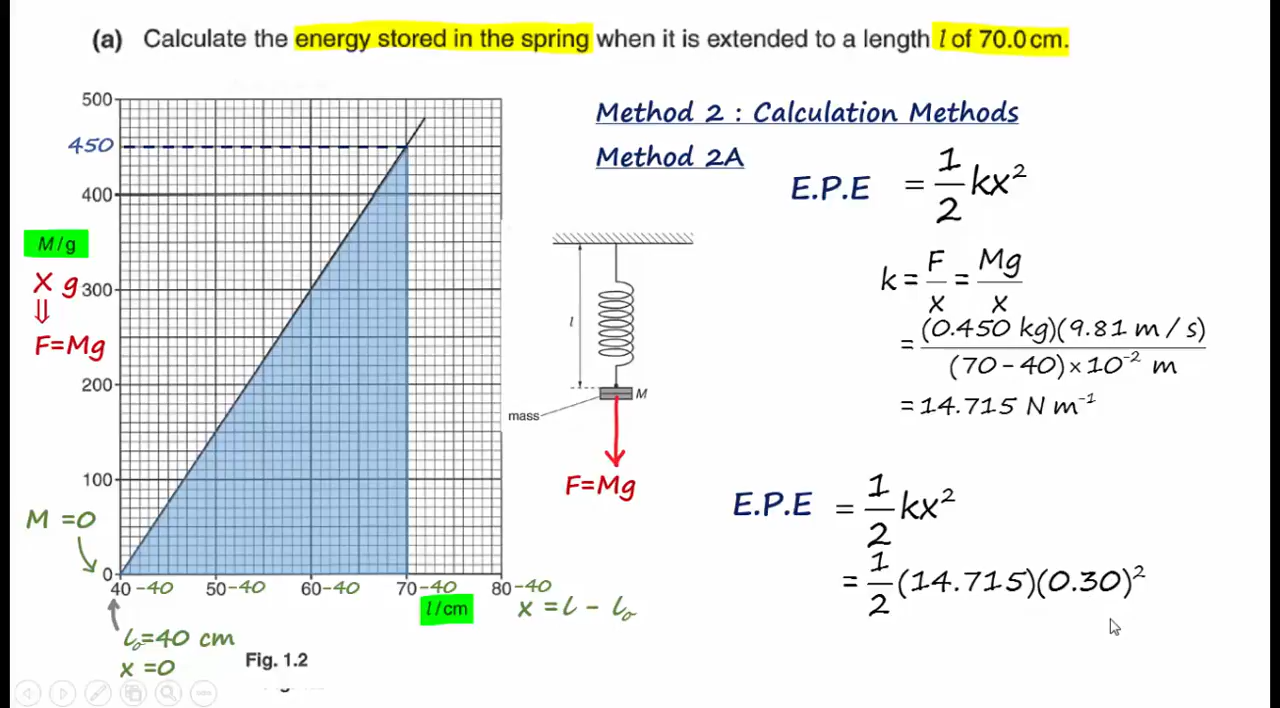 (a) Calculate the energy stored in the spring when it is extended to a length l of 70.0 cm.
Method 2 : Calculation Methods
Method 2A
E.P.E = 1/2 kx²
k = F/x = Mg/x
= (0.450 kg)(9.81 m / s) / (70 − 40) × 10⁻² m
= 14.715 N m⁻¹
E.P.E = 1/2 kx²
= 1/2 (14.715)(0.30)²
500
450
400
M/g
X g
300
⇓
F=Mg
200
100
M =0
0
40 −40 50 −40 60 −40 70 −40 80 −40
l/cm
x = l − l₀
l₀=40 cm
x =0
Fig. 1.2
l
M
mass
F=Mg